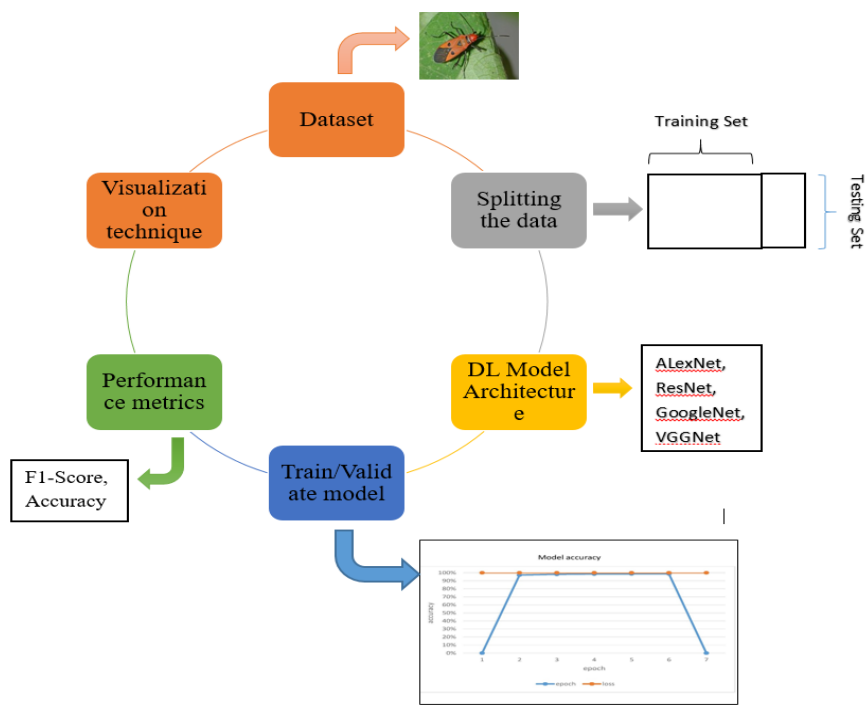 Dataset
Splitting
the data
Training Set
Testing Set
DL Model
Architectur
e
ALexNet,
ResNet,
GoogleNet,
VGGNet
Train/Valid
ate model
Model accuracy
accuracy
100%
90%
80%
70%
60%
50%
40%
30%
20%
10%
0%
1 2 3 4 5 6 7
epoch
epoch loss
Performan
ce metrics
F1-Score,
Accuracy
Visualizati
on
technique